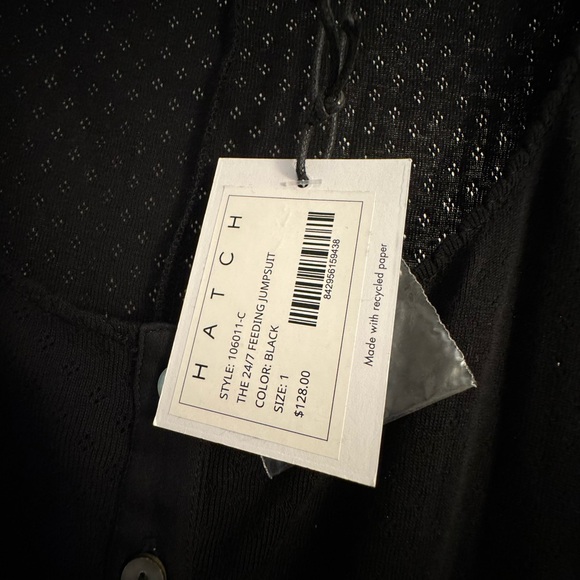 HATCH
STYLE: 106011-C
THE 24/7 FEEDING JUMPSUIT
COLOR: BLACK
SIZE: 1
$128.00
842956159438
Made with recycled paper